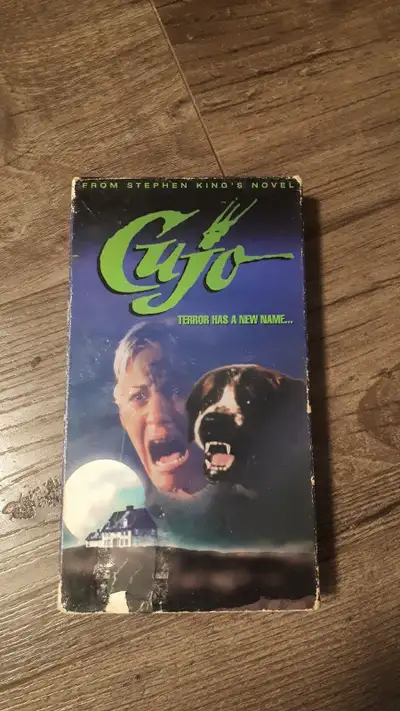 FROM STEPHEN KING'S NOVEL
Cujo
TERROR HAS A NEW NAME...